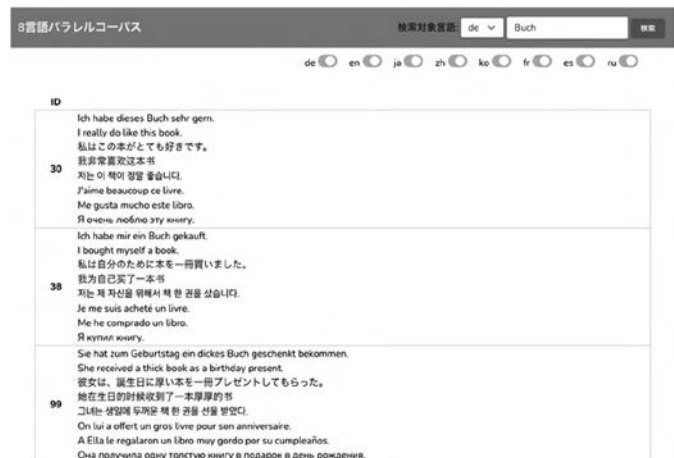 8言語パラレルコーパス 検索対象言語: de Buch 検索
de en ja zh ko fr es ru
ID
Ich habe dieses Buch sehr gern.
I really do like this book.
私はこの本がとても好きです。
我非常喜欢这本书
30
저는 이 책이 정말 좋습니다.
J'aime beaucoup ce livre.
Me gusta mucho este libro.
Я очень люблю эту книгу.
Ich habe mir ein Buch gekauft.
I bought myself a book.
私は自分のために本を一冊買いました。
我为自己买了一本书
38
저는 제 자신을 위해서 책 한 권을 샀습니다.
Je me suis acheté un livre.
Me he comprado un libro.
Я купил книгу.
Sie hat zum Geburtstag ein dickes Buch geschenkt bekommen.
She received a thick book as a birthday present.
彼女は、誕生日に厚い本を一冊プレゼントしてもらった。
她在生日的时候收到了一本厚厚的书
99
그녀는 생일에 두꺼운 책 한 권을 선물 받았다.
On lui a offert un gros livre pour son anniversaire.
A Ella le regalaron un libro muy gordo por su cumpleaños.
Она получила одну толстую книгу в подарок в день рождения.